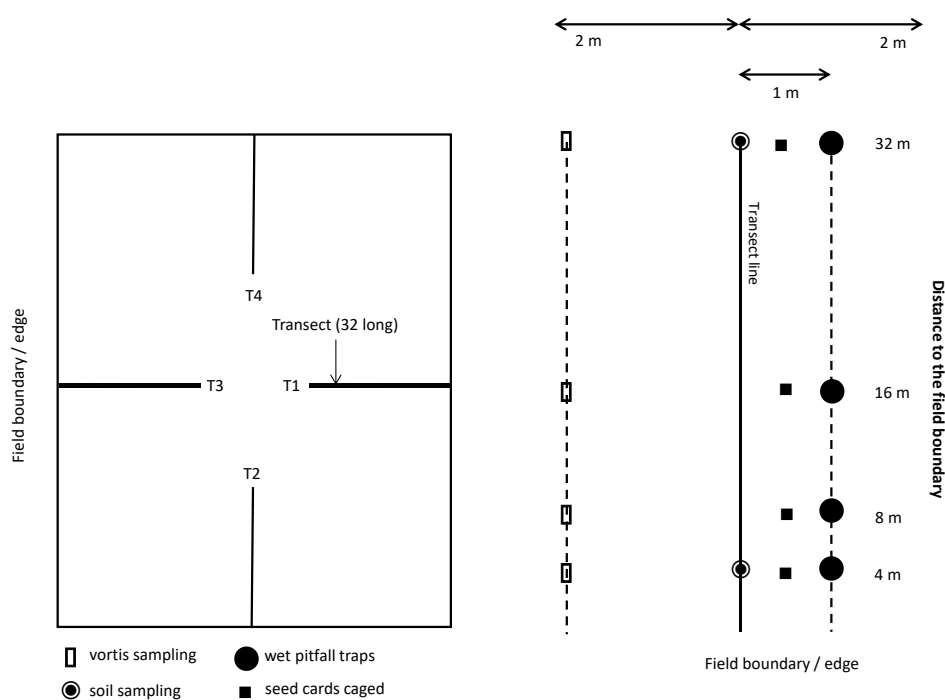 2 m
2 m
1 m
32 m
Transect line
T4
Transect (32 long)
Field boundary / edge
T3
T1
16 m
Distance to the field boundary
T2
8 m
4 m
vortis sampling
wet pitfall traps
Field boundary / edge
soil sampling
seed cards caged